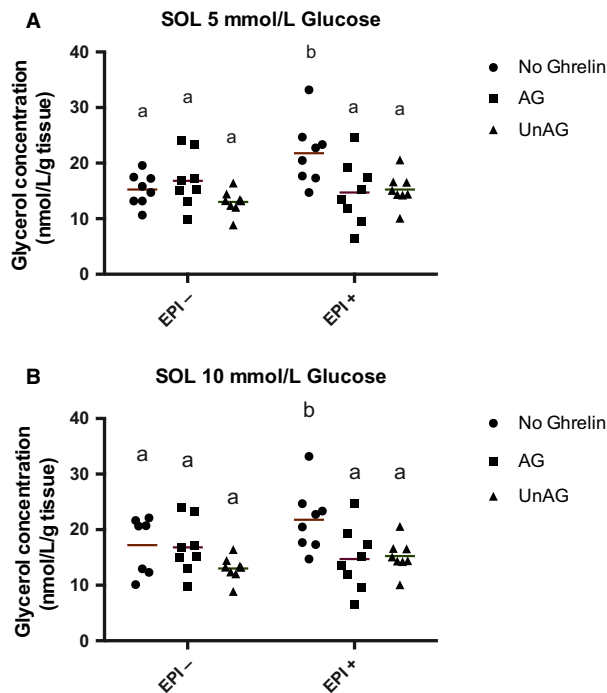 A
SOL 5 mmol/L Glucose
Glycerol concentration
(nmol/L/g tissue)
40
30
20
10
0
a
a
a
b
a
a
EPI –
EPI +
No Ghrelin
AG
UnAG
B
SOL 10 mmol/L Glucose
Glycerol concentration
(nmol/L/g tissue)
40
30
20
10
0
a
a
a
b
a
a
EPI –
EPI +
No Ghrelin
AG
UnAG